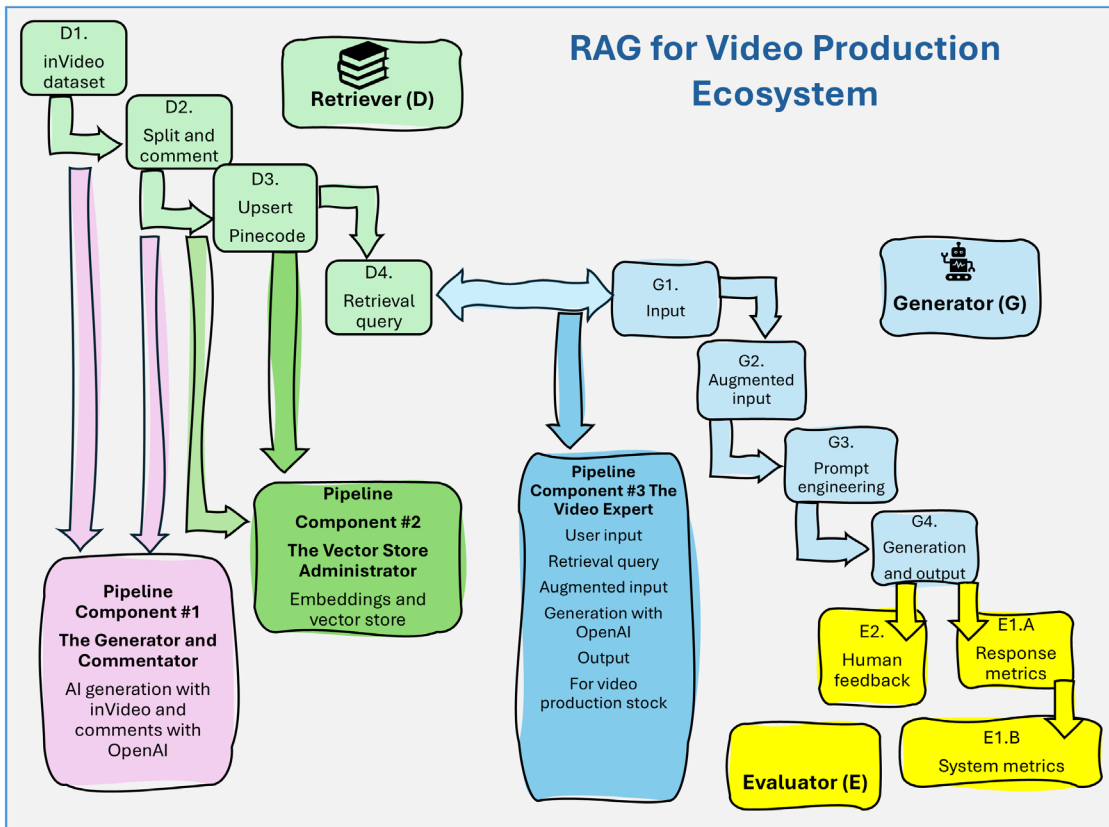 RAG for Video Production
Ecosystem
D1.
inVideo
dataset
Retriever (D)
D2.
Split and
comment
D3.
Upsert
Pinecode
D4.
Retrieval
query
G1.
Input
Generator (G)
G2.
Augmented
input
G3.
Prompt
engineering
G4.
Generation
and output
Pipeline
Component #1
The Generator and
Commentator
AI generation with
inVideo and
comments with
OpenAI
Pipeline
Component #2
The Vector Store
Administrator
Embeddings and
vector store
Pipeline
Component #3 The
Video Expert
User input
Retrieval query
Augmented input
Generation with
OpenAI
Output
For video
production stock
E2.
Human
feedback
E1.A
Response
metrics
E1.B
System metrics
Evaluator (E)